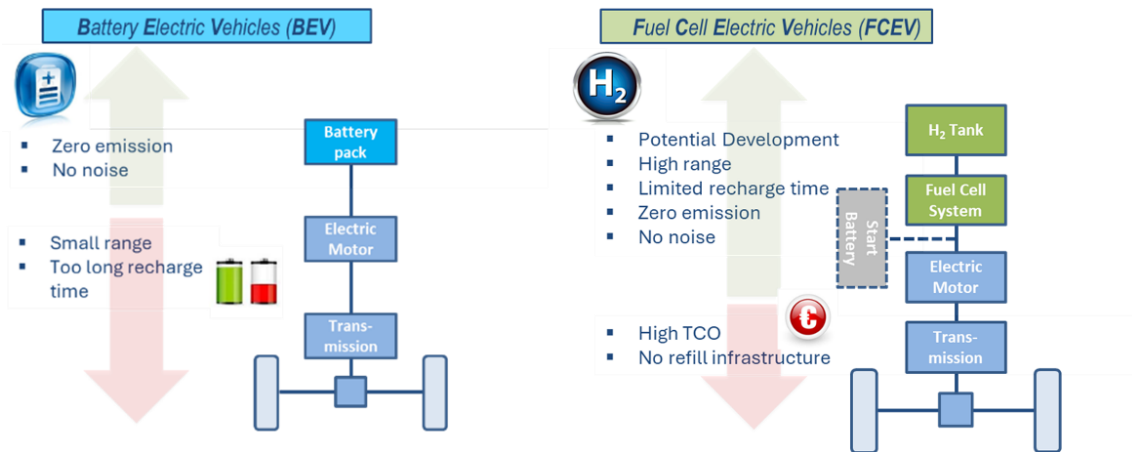 Battery Electric Vehicles (BEV)
▪ Zero emission
▪ No noise
▪ Small range
▪ Too long recharge
time
Battery
pack
Electric
Motor
Trans-
mission
Fuel Cell Electric Vehicles (FCEV)
H₂
▪ Potential Development
▪ High range
▪ Limited recharge time
▪ Zero emission
▪ No noise
▪ High TCO
▪ No refill infrastructure
€
H₂ Tank
Fuel Cell
System
Start
Battery
Electric
Motor
Trans-
mission